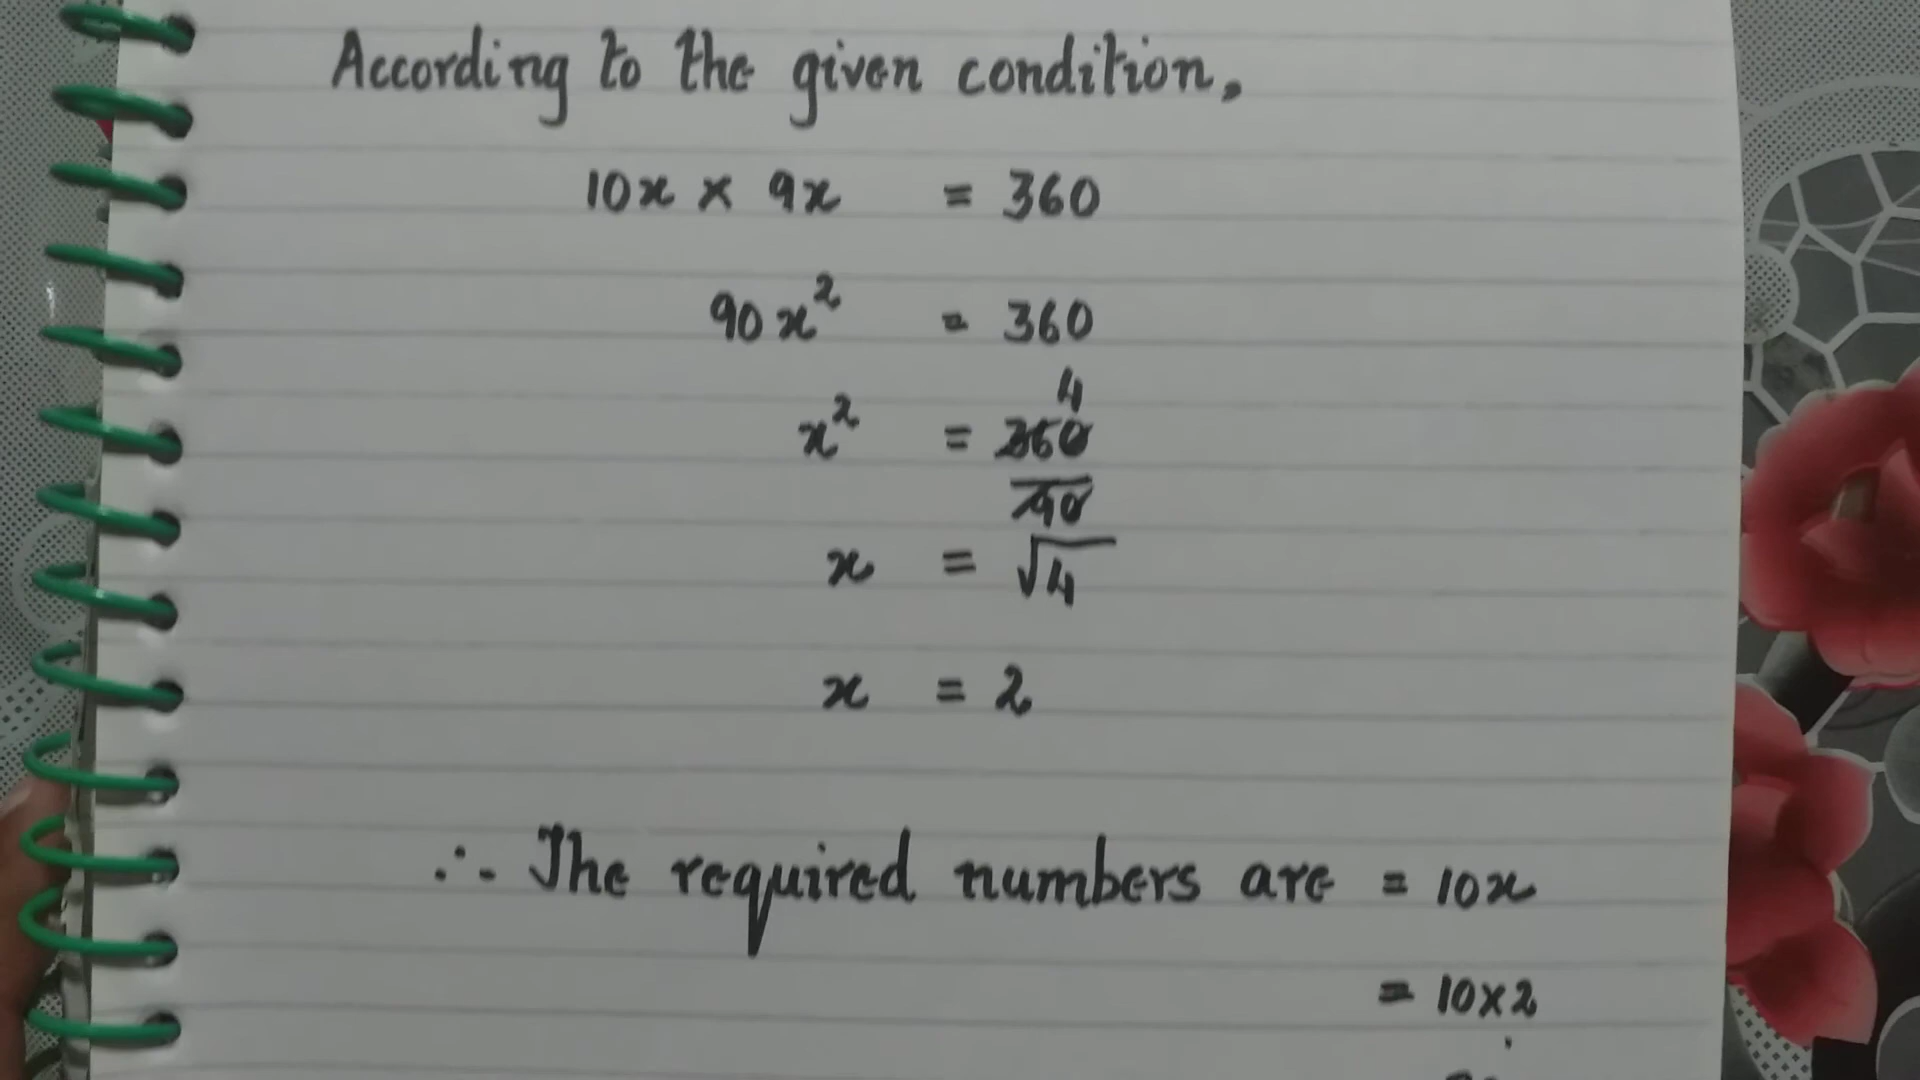 According to the given condition,
10x × 9x = 360
90x² = 360
4
x² = 360
90
x = √4
x = 2
∴ The required numbers are = 10x
= 10×2